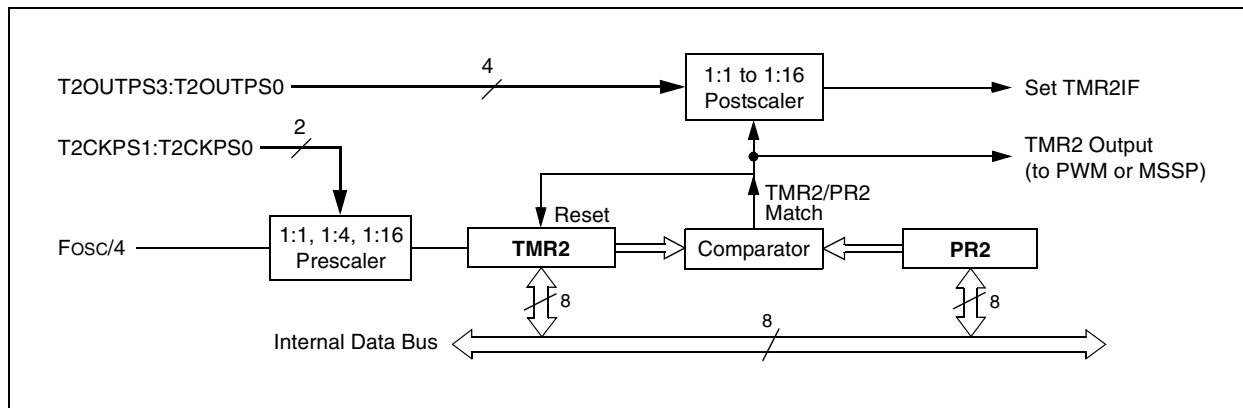 T2OUTPS3:T2OUTPS0
4
1:1 to 1:16
Postscaler
Set TMR2IF
T2CKPS1:T2CKPS0
2
TMR2 Output
(to PWM or MSSP)
TMR2/PR2
Match
Reset
FOSC/4
1:1, 1:4, 1:16
Prescaler
TMR2
Comparator
PR2
8
8
8
Internal Data Bus